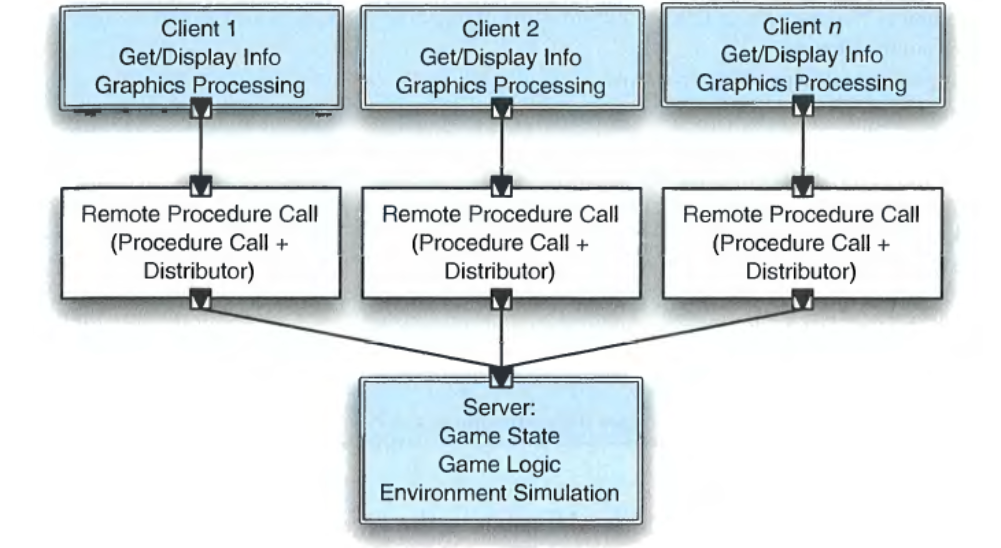 Client 1
Get/Display Info
Graphics Processing
Client 2
Get/Display Info
Graphics Processing
Client n
Get/Display Info
Graphics Processing
Remote Procedure Call
(Procedure Call +
Distributor)
Remote Procedure Call
(Procedure Call +
Distributor)
Remote Procedure Call
(Procedure Call +
Distributor)
Server:
Game State
Game Logic
Environment Simulation